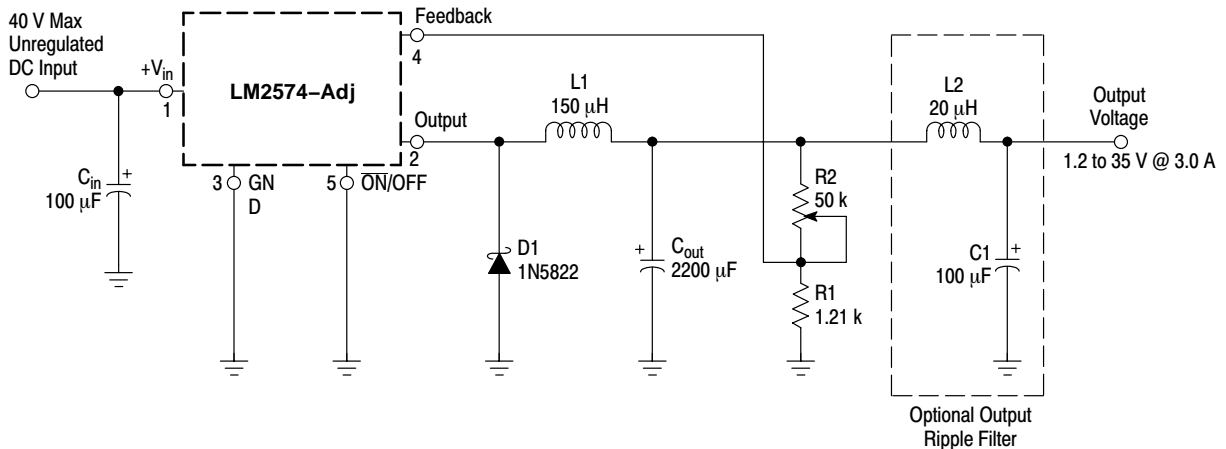 40 V Max
Unregulated
DC Input
+Vin
1
LM2574–Adj
Feedback
4
Output
2
3 GN
D
5 ON/OFF
Cin
100 µF
+
L1
150 µH
D1
1N5822
+
Cout
2200 µF
R2
50 k
R1
1.21 k
L2
20 µH
C1
100 µF
+
Output
Voltage
1.2 to 35 V @ 3.0 A
Optional Output
Ripple Filter